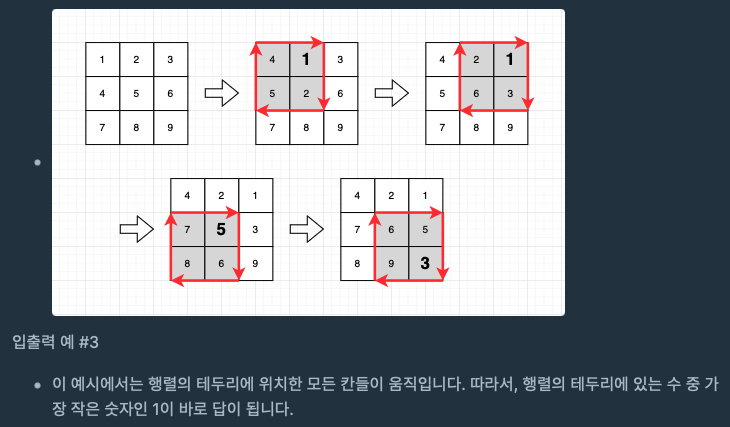 1 2 3 4 1 3 4 2 1
4 5 6 5 2 6 5 6 3
7 8 9 7 8 9 7 8 9
4 2 1 4 2 1
7 5 3 7 6 5
8 6 9 8 9 3
입출력 예 #3
이 예시에서는 행렬의 테두리에 위치한 모든 칸들이 움직입니다. 따라서, 행렬의 테두리에 있는 수 중 가
장 작은 숫자인 1이 바로 답이 됩니다.